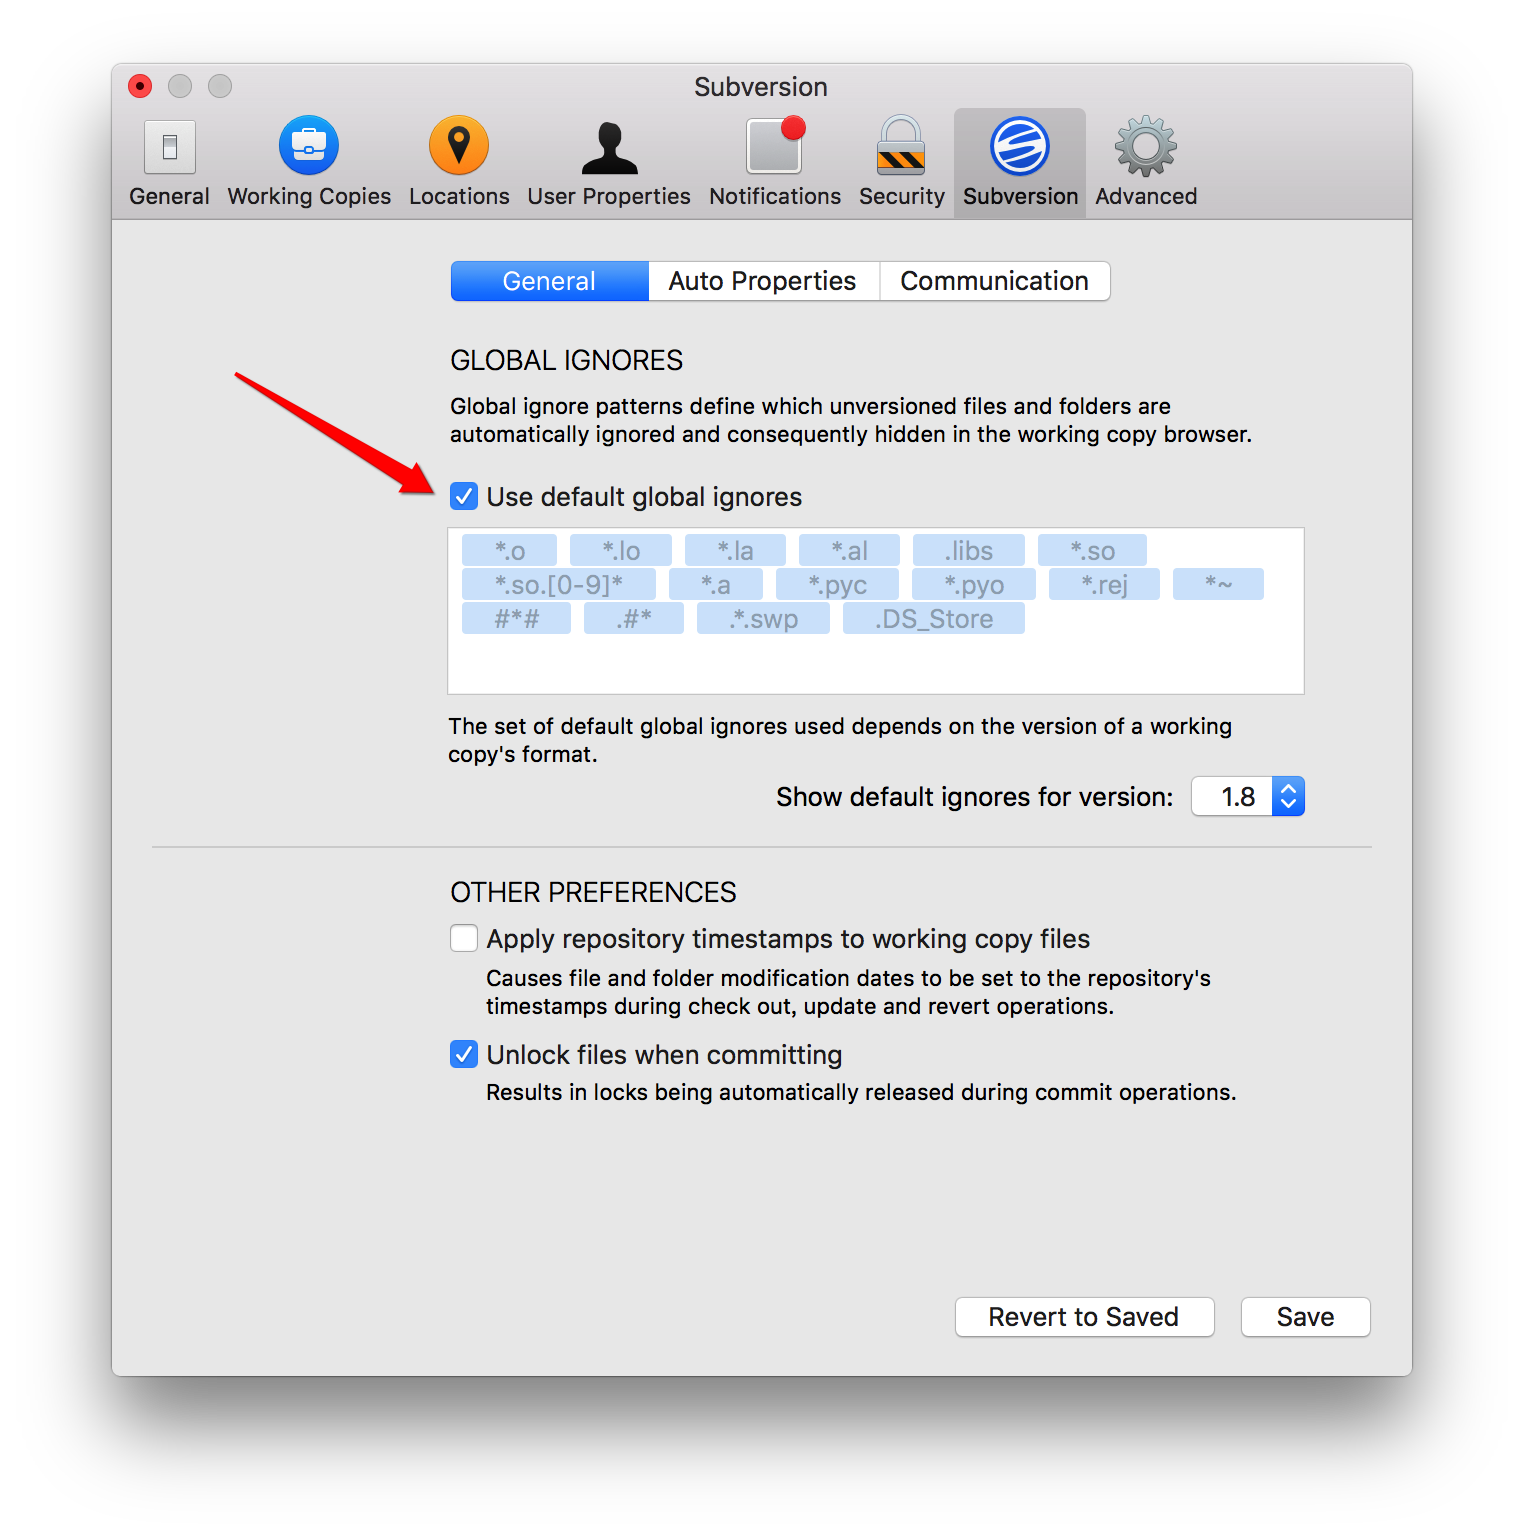 Subversion
General Working Copies Locations User Properties Notifications Security Subversion Advanced
General Auto Properties Communication
GLOBAL IGNORES
Global ignore patterns define which unversioned files and folders are
automatically ignored and consequently hidden in the working copy browser.
Use default global ignores
*.o *.lo *.la *.al .libs *.so
*.so.[0-9]* *.a *.pyc *.pyo *.rej *~
#*# .#* .*.swp .DS_Store
The set of default global ignores used depends on the version of a working
copy's format.
Show default ignores for version: 1.8
OTHER PREFERENCES
Apply repository timestamps to working copy files
Causes file and folder modification dates to be set to the repository's
timestamps during check out, update and revert operations.
Unlock files when committing
Results in locks being automatically released during commit operations.
Revert to Saved Save